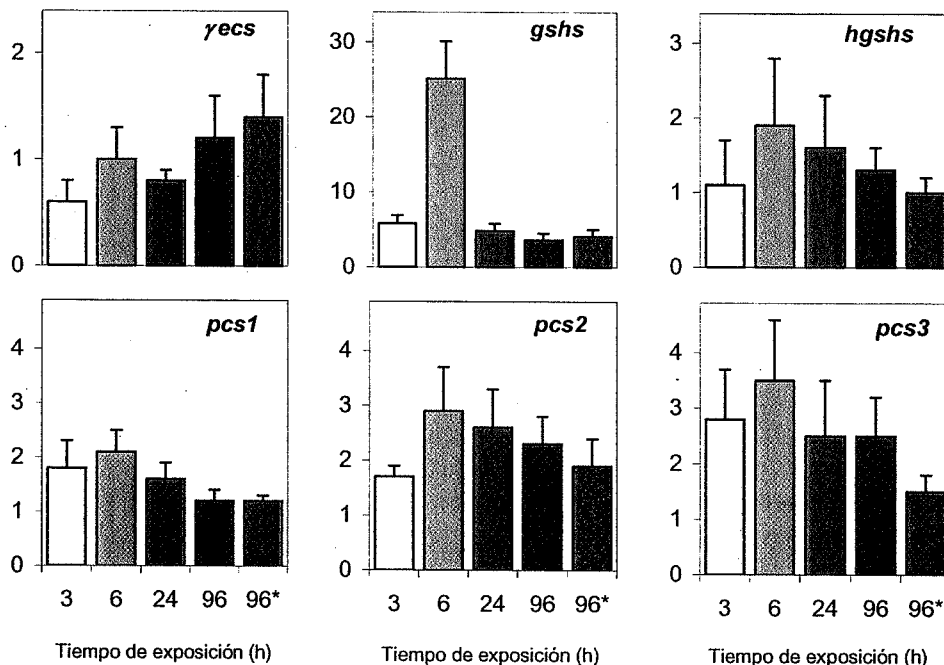 γecs
2
1
0
gshs
30
20
10
0
hgshs
3
2
1
0
pcs1
4
3
2
1
0
3 6 24 96 96*
Tiempo de exposición (h)
pcs2
4
3
2
1
0
3 6 24 96 96*
Tiempo de exposición (h)
pcs3
4
3
2
1
0
3 6 24 96 96*
Tiempo de exposición (h)